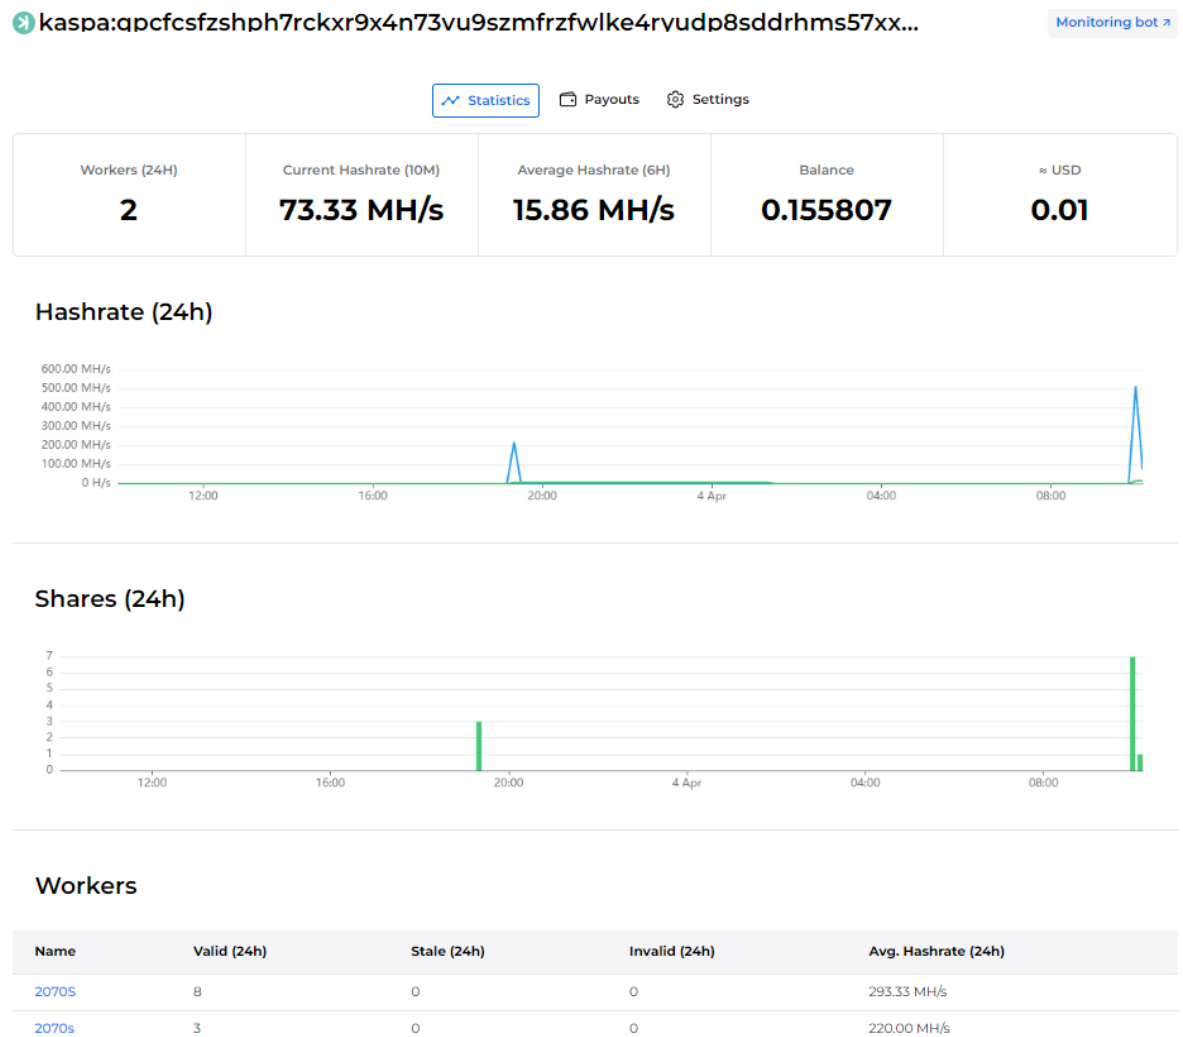 kaspa:qpcfcsfzshph7rckxr9x4n73vu9szmfrzfwlke4ryudp8sddrhms57xx...
Monitoring bot ↗
Statistics
Payouts
Settings
Workers (24H)
Current Hashrate (10M)
Average Hashrate (6H)
Balance
≈ USD
2
73.33 MH/s
15.86 MH/s
0.155807
0.01
Hashrate (24h)
600.00 MH/s
500.00 MH/s
400.00 MH/s
300.00 MH/s
200.00 MH/s
100.00 MH/s
0 H/s
12:00 16:00 20:00 4 Apr 04:00 08:00
Shares (24h)
7
6
5
4
3
2
1
0
12:00 16:00 20:00 4 Apr 04:00 08:00
Workers
Name Valid (24h) Stale (24h) Invalid (24h) Avg. Hashrate (24h)
2070S 8 0 0 293.33 MH/s
2070s 3 0 0 220.00 MH/s